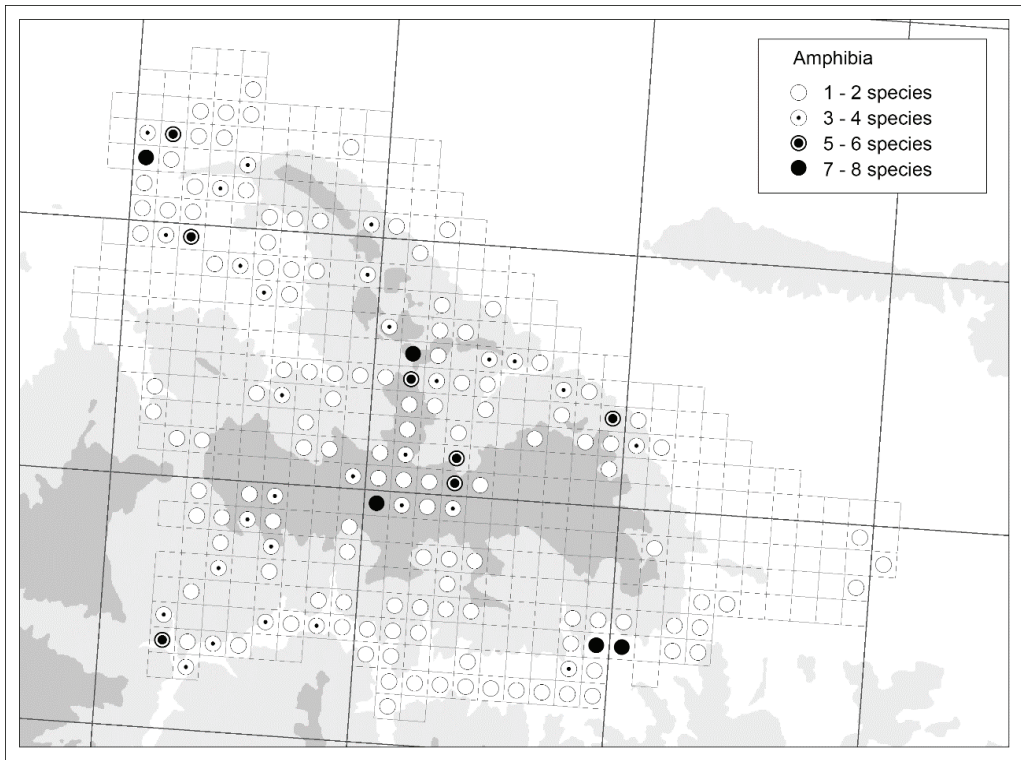 Amphibia
1 - 2 species
3 - 4 species
5 - 6 species
7 - 8 species